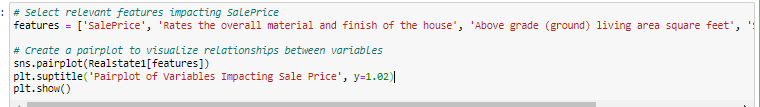 :
# Select relevant features impacting SalePrice
features = ['SalePrice', 'Rates the overall material and finish of the house', 'Above grade (ground) living area square feet', '
# Create a pairplot to visualize relationships between variables
sns.pairplot(Realstate1[features])
plt.suptitle('Pairplot of Variables Impacting Sale Price', y=1.02)
plt.show()